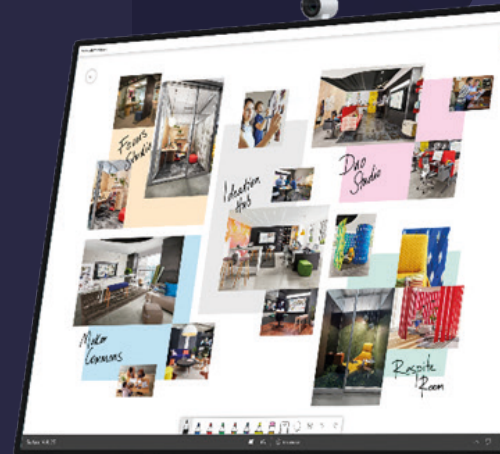 Focus
Studio
Ideation
Hub
Duo
Studio
Maker
Commons
Respite
Room